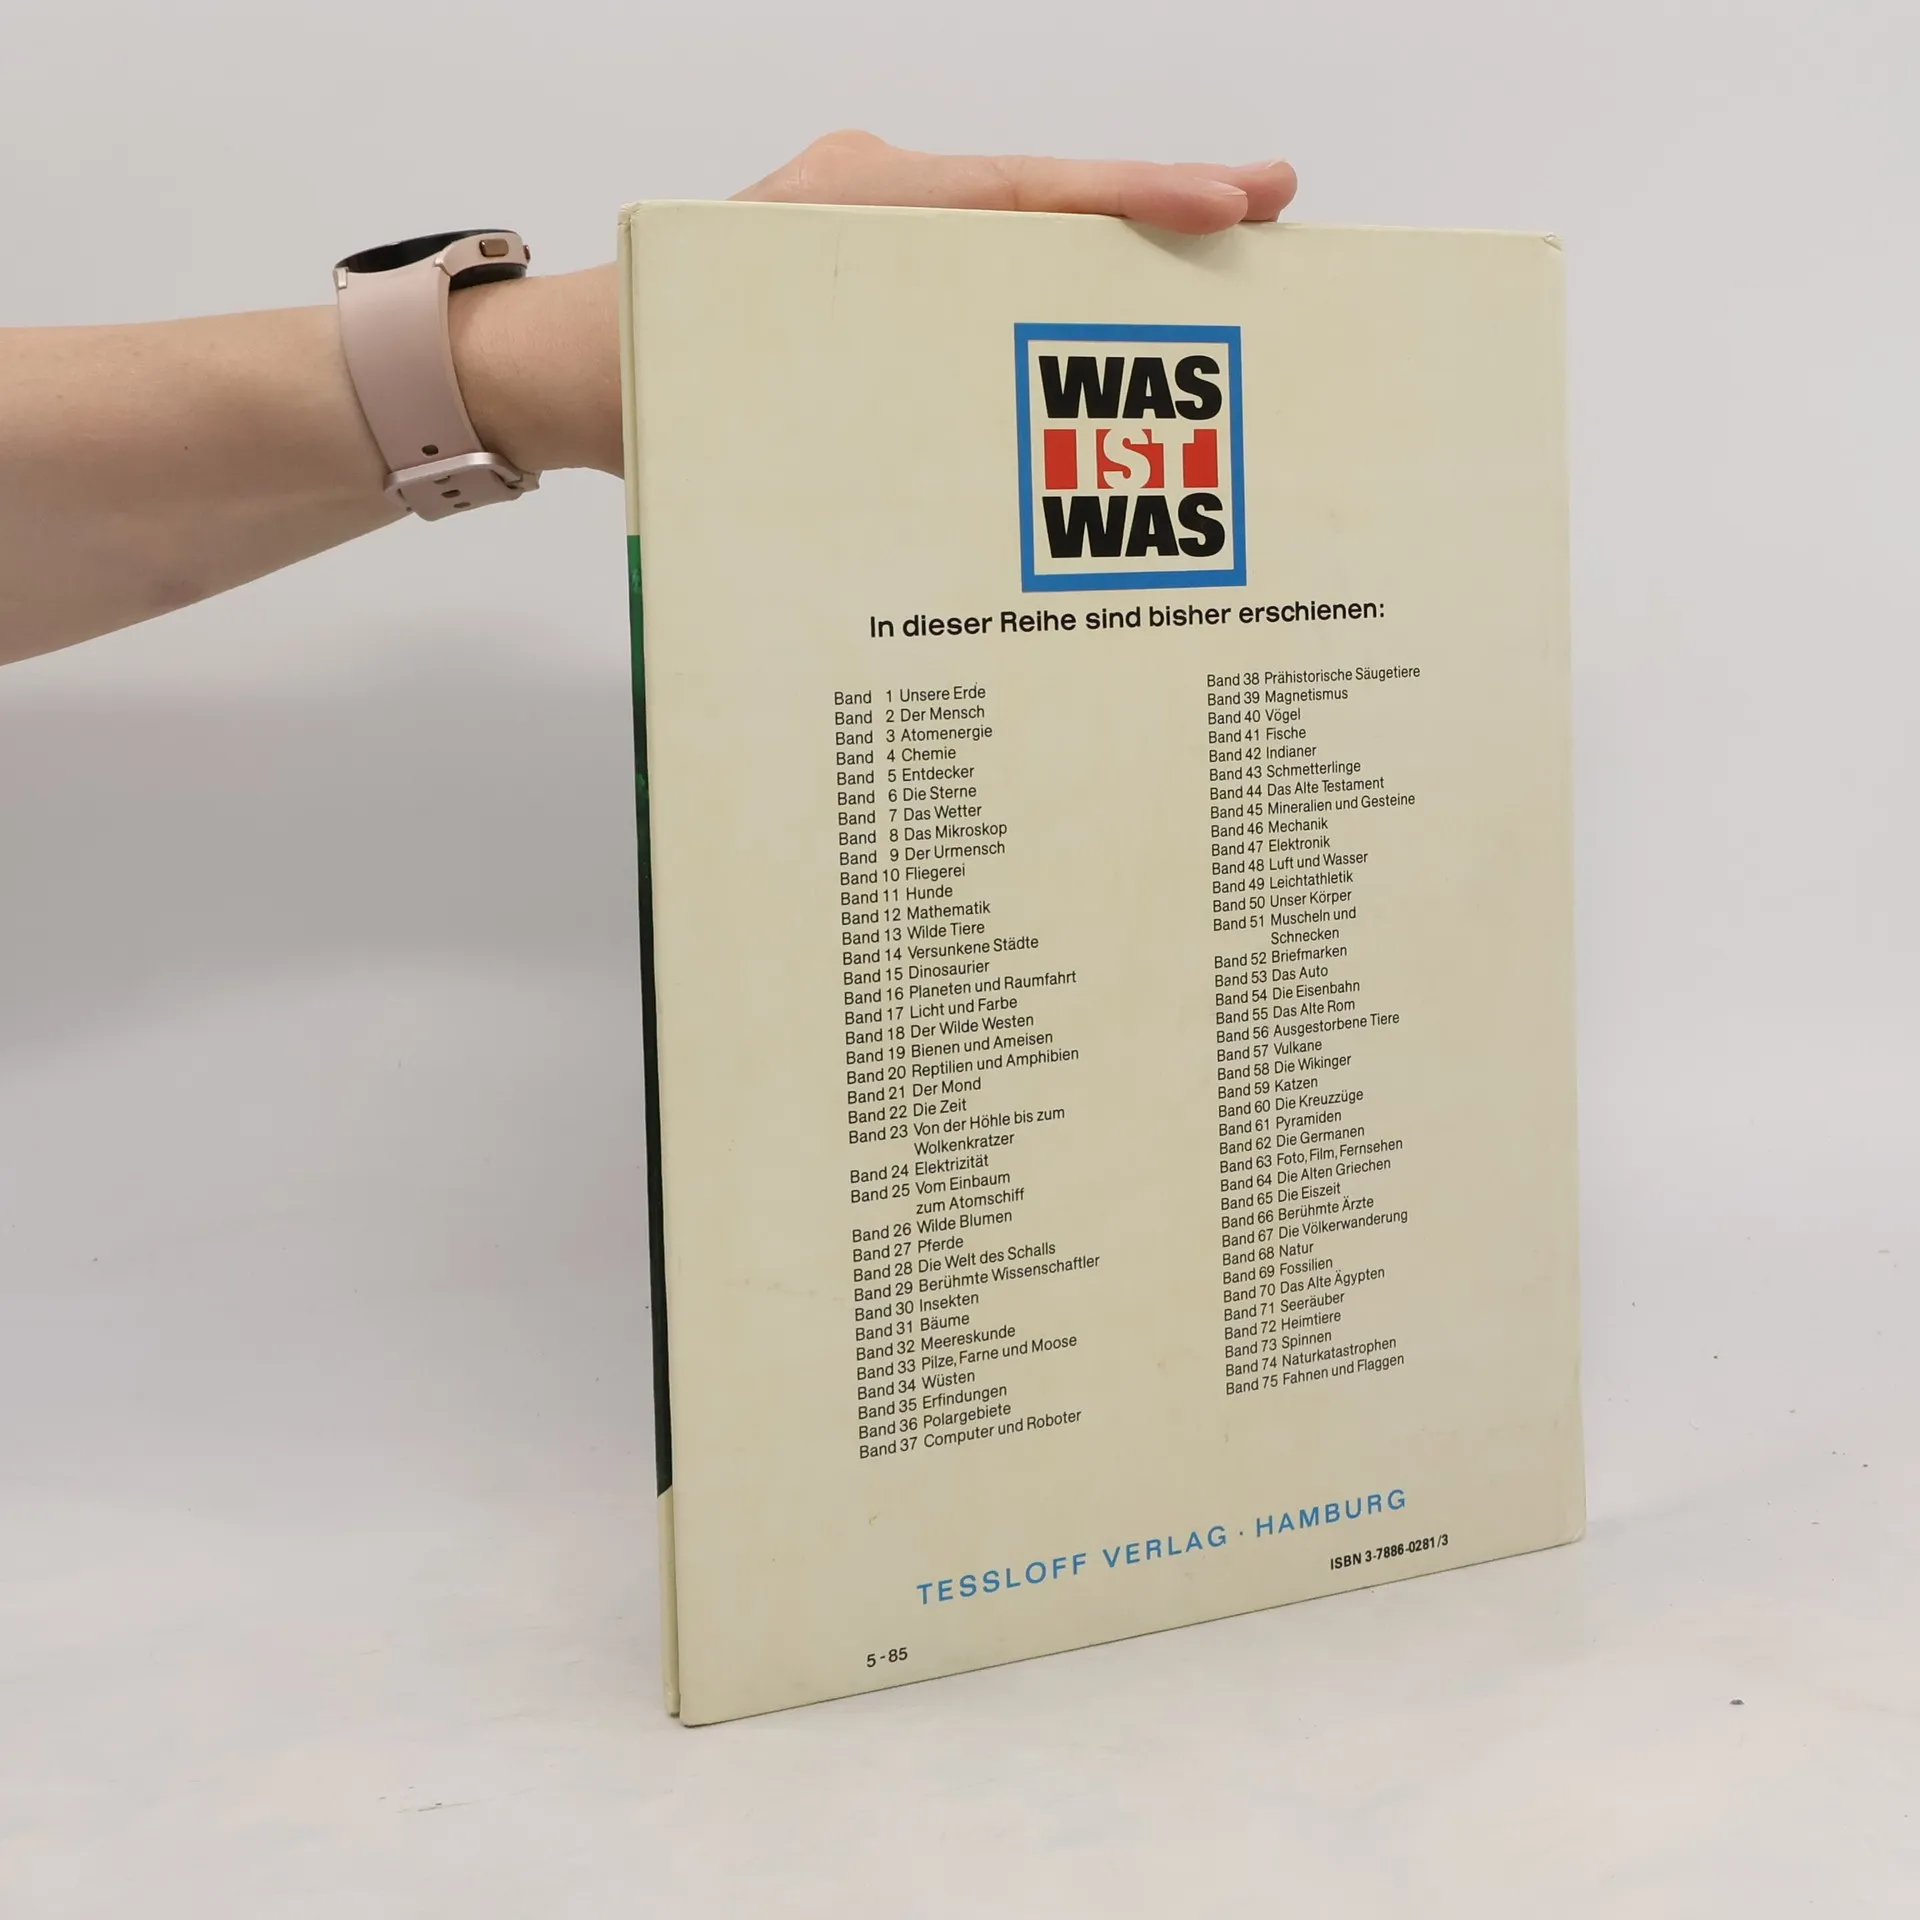 WAS
IST
WAS
In dieser Reihe sind bisher erschienen:
Band 1 Unsere Erde
Band 2 Der Mensch
Band 3 Atomenergie
Band 4 Chemie
Band 5 Entdecker
Band 6 Die Sterne
Band 7 Das Wetter
Band 8 Das Mikroskop
Band 9 Der Urmensch
Band 10 Fliegerei
Band 11 Hunde
Band 12 Mathematik
Band 13 Wilde Tiere
Band 14 Versunkene Städte
Band 15 Dinosaurier
Band 16 Planeten und Raumfahrt
Band 17 Licht und Farbe
Band 18 Der Wilde Westen
Band 19 Bienen und Ameisen
Band 20 Reptilien und Amphibien
Band 21 Der Mond
Band 22 Die Zeit
Band 23 Von der Höhle bis zum
Wolkenkratzer
Band 24 Elektrizität
Band 25 Vom Einbaum
zum Atomschiff
Band 26 Wilde Blumen
Band 27 Pferde
Band 28 Die Welt des Schalls
Band 29 Berühmte Wissenschaftler
Band 30 Insekten
Band 31 Bäume
Band 32 Meereskunde
Band 33 Pilze, Farne und Moose
Band 34 Wüsten
Band 35 Erfindungen
Band 36 Polargebiete
Band 37 Computer und Roboter
Band 38 Prähistorische Säugetiere
Band 39 Magnetismus
Band 40 Vögel
Band 41 Fische
Band 42 Indianer
Band 43 Schmetterlinge
Band 44 Das Alte Testament
Band 45 Mineralien und Gesteine
Band 46 Mechanik
Band 47 Elektronik
Band 48 Luft und Wasser
Band 49 Leichtathletik
Band 50 Unser Körper
Band 51 Muscheln und
Schnecken
Band 52 Briefmarken
Band 53 Das Auto
Band 54 Die Eisenbahn
Band 55 Das Alte Rom
Band 56 Ausgestorbene Tiere
Band 57 Vulkane
Band 58 Die Wikinger
Band 59 Katzen
Band 60 Die Kreuzzüge
Band 61 Pyramiden
Band 62 Die Germanen
Band 63 Foto, Film, Fernsehen
Band 64 Die Alten Griechen
Band 65 Die Eiszeit
Band 66 Berühmte Ärzte
Band 67 Die Völkerwanderung
Band 68 Natur
Band 69 Fossilien
Band 70 Das Alte Ägypten
Band 71 Seeräuber
Band 72 Heimtiere
Band 73 Spinnen
Band 74 Naturkatastrophen
Band 75 Fahnen und Flaggen
TESSLOFF VERLAG · HAMBURG
ISBN 3-7886-0281/3
5-85